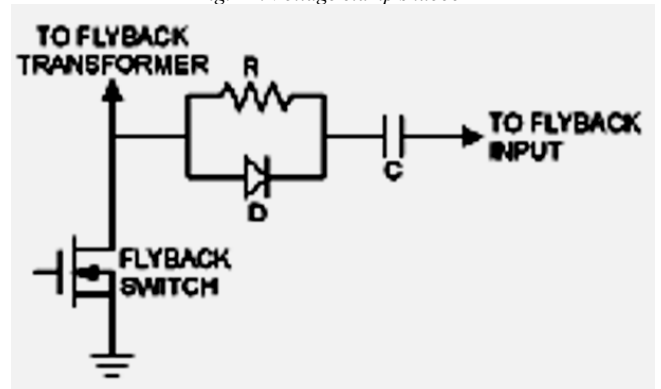 TO FLYBACK
TRANSFORMER
R
TO FLYBACK
INPUT
C
D
FLYBACK
SWITCH